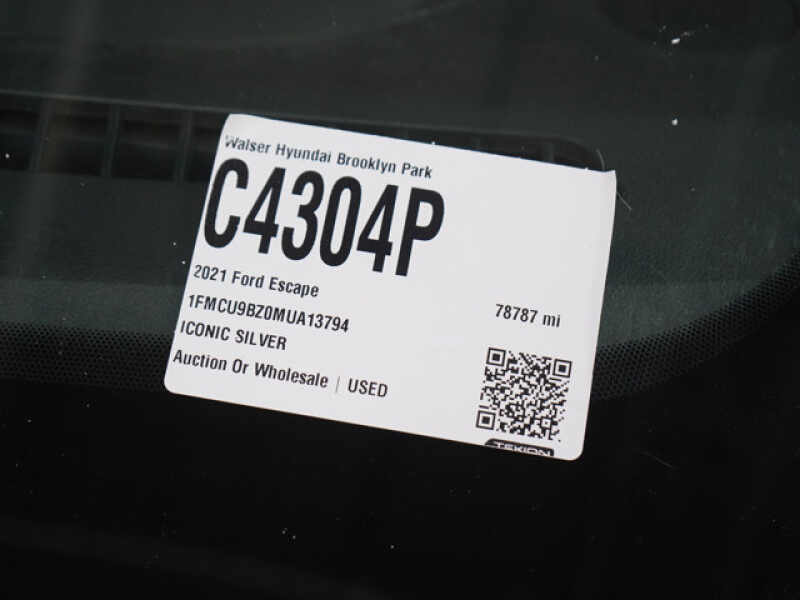 Walser Hyundai Brooklyn Park
C4304P
2021 Ford Escape
1FMCU9BZ0MUA13794
78787 mi
ICONIC SILVER
Auction Or Wholesale | USED
TEKION